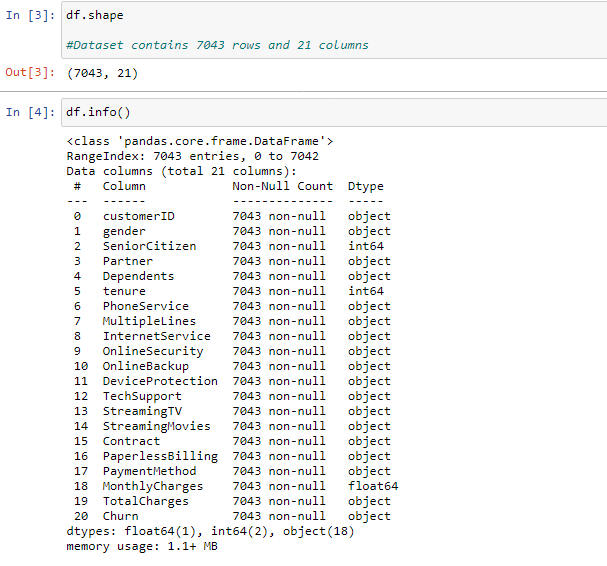 In [3]: df.shape
#Dataset contains 7043 rows and 21 columns
Out[3]: (7043, 21)
In [4]: df.info()
<class 'pandas.core.frame.DataFrame'>
RangeIndex: 7043 entries, 0 to 7042
Data columns (total 21 columns):
 #   Column            Non-Null Count  Dtype
---  ------            --------------  -----
 0   customerID        7043 non-null   object
 1   gender            7043 non-null   object
 2   SeniorCitizen     7043 non-null   int64
 3   Partner           7043 non-null   object
 4   Dependents        7043 non-null   object
 5   tenure            7043 non-null   int64
 6   PhoneService      7043 non-null   object
 7   MultipleLines     7043 non-null   object
 8   InternetService   7043 non-null   object
 9   OnlineSecurity    7043 non-null   object
 10  OnlineBackup      7043 non-null   object
 11  DeviceProtection  7043 non-null   object
 12  TechSupport       7043 non-null   object
 13  StreamingTV       7043 non-null   object
 14  StreamingMovies   7043 non-null   object
 15  Contract          7043 non-null   object
 16  PaperlessBilling  7043 non-null   object
 17  PaymentMethod     7043 non-null   object
 18  MonthlyCharges    7043 non-null   float64
 19  TotalCharges      7043 non-null   object
 20  Churn             7043 non-null   object
dtypes: float64(1), int64(2), object(18)
memory usage: 1.1+ MB